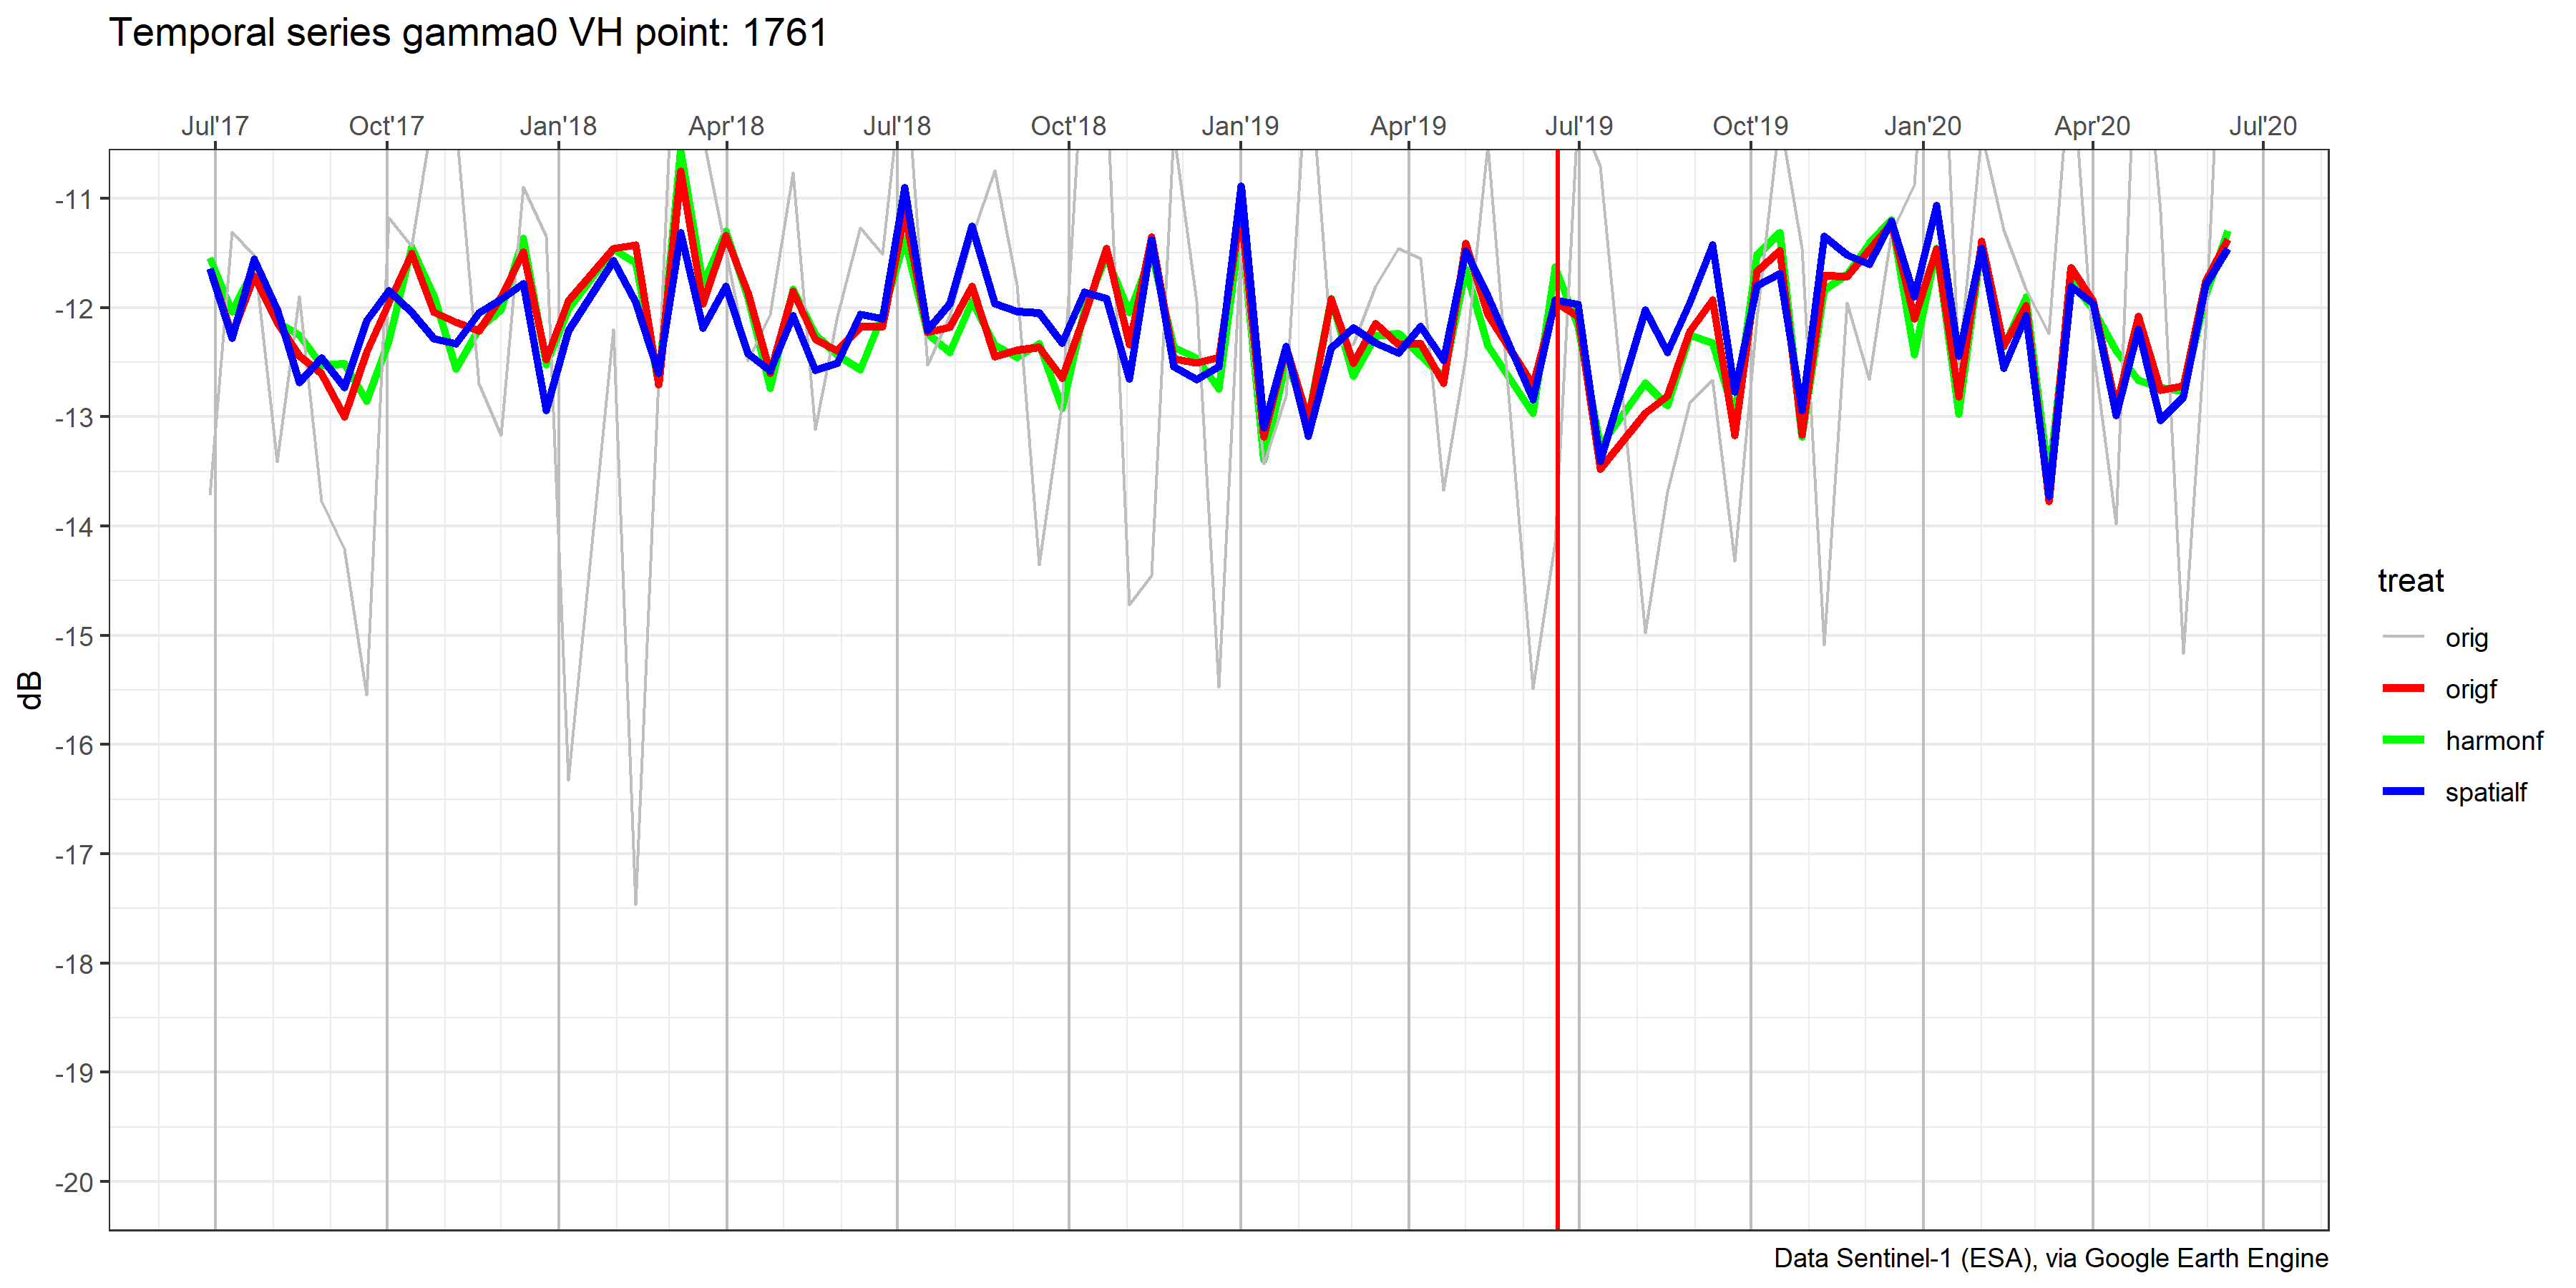 Temporal series gamma0 VH point: 1761
Jul'17 Oct'17 Jan'18 Apr'18 Jul'18 Oct'18 Jan'19 Apr'19 Jul'19 Oct'19 Jan'20 Apr'20 Jul'20
-11
-12
-13
-14
-15
-16
-17
-18
-19
-20
dB
treat
orig
origf
harmonf
spatialf
Data Sentinel-1 (ESA), via Google Earth Engine